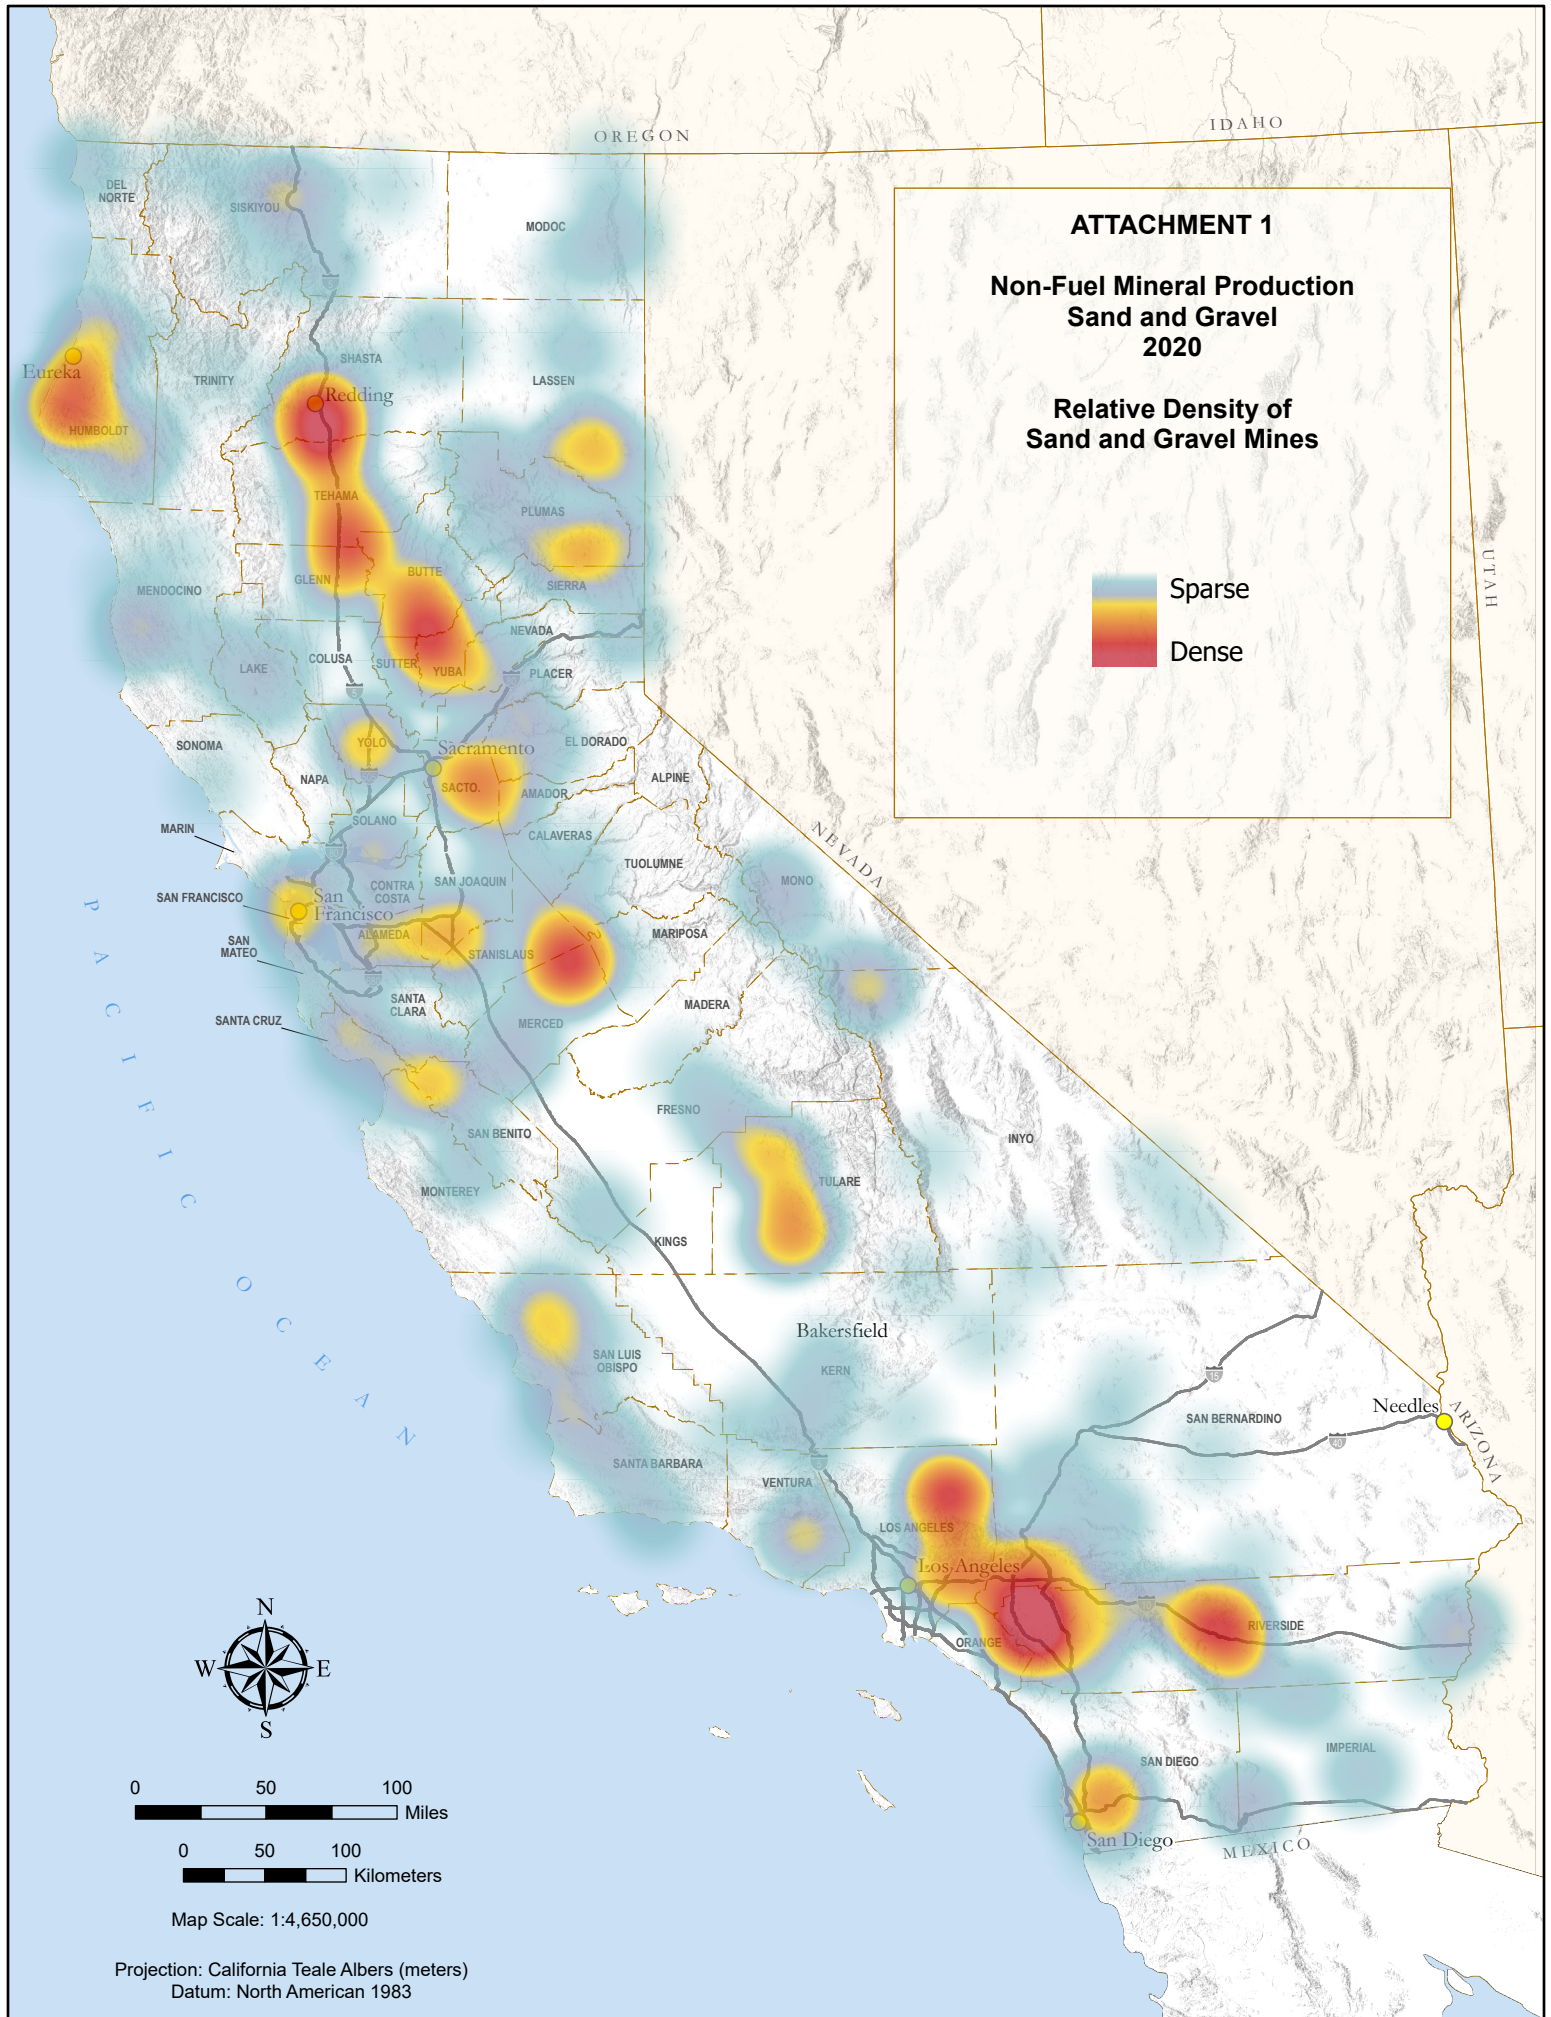 OREGON
IDAHO
ATTACHMENT 1
Non-Fuel Mineral Production
Sand and Gravel
2020
Relative Density of
Sand and Gravel Mines
Sparse
Dense
UTAH
NEVADA
ARIZONA
MEXICO
PACIFIC OCEAN
DEL
NORTE
SISKIYOU
MODOC
Eureka
HUMBOLDT
TRINITY
SHASTA
Redding
LASSEN
TEHAMA
PLUMAS
MENDOCINO
GLENN
BUTTE
SIERRA
NEVADA
LAKE
COLUSA
SUTTER
YUBA
PLACER
5
SONOMA
YOLO
Sacramento
EL DORADO
NAPA
SACTO.
AMADOR
ALPINE
MARIN
SOLANO
CALAVERAS
TUOLUMNE
MONO
SAN FRANCISCO
San
Francisco
CONTRA
COSTA
SAN JOAQUIN
SAN
MATEO
ALAMEDA
STANISLAUS
MARIPOSA
SANTA
CLARA
MADERA
SANTA CRUZ
MERCED
FRESNO
SAN BENITO
INYO
MONTEREY
TULARE
KINGS
Bakersfield
SAN LUIS
OBISPO
KERN
15
Needles
SAN BERNARDINO
40
SANTA BARBARA
VENTURA
LOS ANGELES
Los Angeles
10
ORANGE
RIVERSIDE
SAN DIEGO
IMPERIAL
San Diego
N
W
E
S
0 50 100
Miles
0 50 100
Kilometers
Map Scale: 1:4,650,000
Projection: California Teale Albers (meters)
Datum: North American 1983